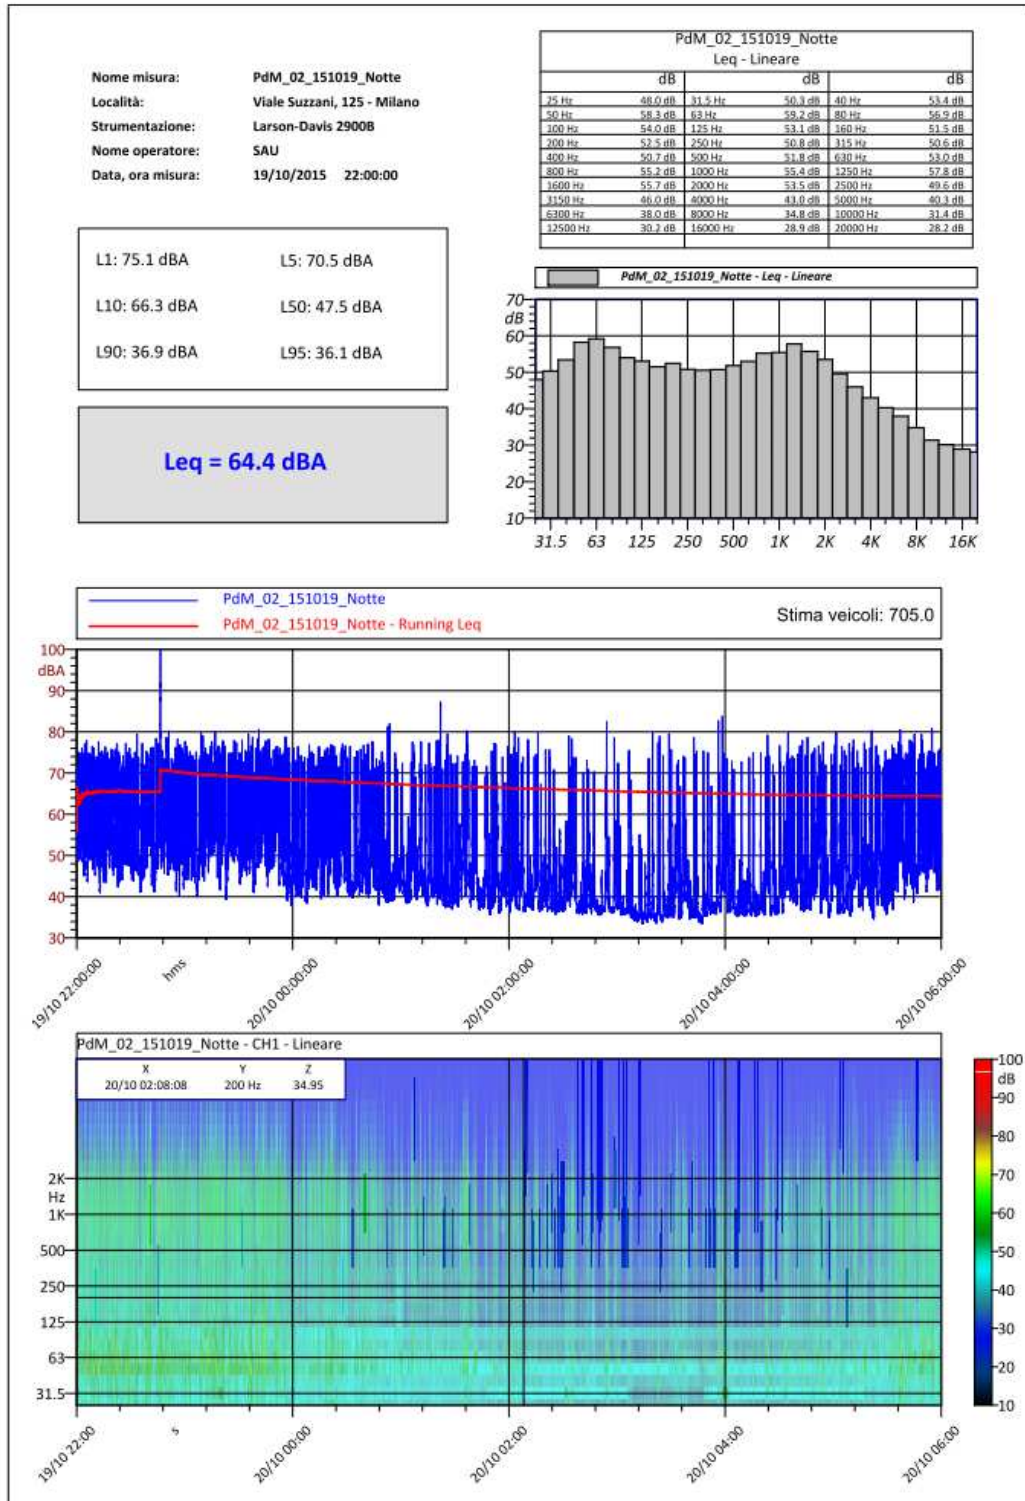 Nome misura: PdM_02_151019_Notte
Località: Viale Suzzani, 125 - Milano
Strumentazione: Larson-Davis 2900B
Nome operatore: SAU
Data, ora misura: 19/10/2015 22:00:00
PdM_02_151019_Notte
Leq - Lineare
dB dB dB
25 Hz 48.0 dB 31.5 Hz 50.3 dB 40 Hz 53.4 dB
50 Hz 58.3 dB 63 Hz 59.2 dB 80 Hz 56.9 dB
100 Hz 54.0 dB 125 Hz 53.1 dB 160 Hz 51.5 dB
200 Hz 52.5 dB 250 Hz 50.8 dB 315 Hz 50.6 dB
400 Hz 50.7 dB 500 Hz 51.8 dB 630 Hz 53.0 dB
800 Hz 55.2 dB 1000 Hz 55.4 dB 1250 Hz 57.8 dB
1600 Hz 55.7 dB 2000 Hz 53.5 dB 2500 Hz 49.6 dB
3150 Hz 46.0 dB 4000 Hz 43.0 dB 5000 Hz 40.3 dB
6300 Hz 38.0 dB 8000 Hz 34.8 dB 10000 Hz 31.4 dB
12500 Hz 30.2 dB 16000 Hz 28.9 dB 20000 Hz 28.2 dB
L1: 75.1 dBA L5: 70.5 dBA
L10: 66.3 dBA L50: 47.5 dBA
L90: 36.9 dBA L95: 36.1 dBA
Leq = 64.4 dBA
PdM_02_151019_Notte - Leq - Lineare
70
dB
60
50
40
30
20
10
31.5 63 125 250 500 1K 2K 4K 8K 16K
PdM_02_151019_Notte
PdM_02_151019_Notte - Running Leq
Stima veicoli: 705.0
100
dBA
90
80
70
60
50
40
30
19/10 22:00:00 hms 20/10 00:00:00 20/10 02:00:00 20/10 04:00:00 20/10 06:00:00
PdM_02_151019_Notte - CH1 - Lineare
X Y Z
20/10 02:08:08 200 Hz 34.95
2K
Hz
1K
500
250
125
63
31.5
19/10 22:00 s 20/10 00:00 20/10 02:00 20/10 04:00 20/10 06:00
100
dB
90
80
70
60
50
40
30
20
10